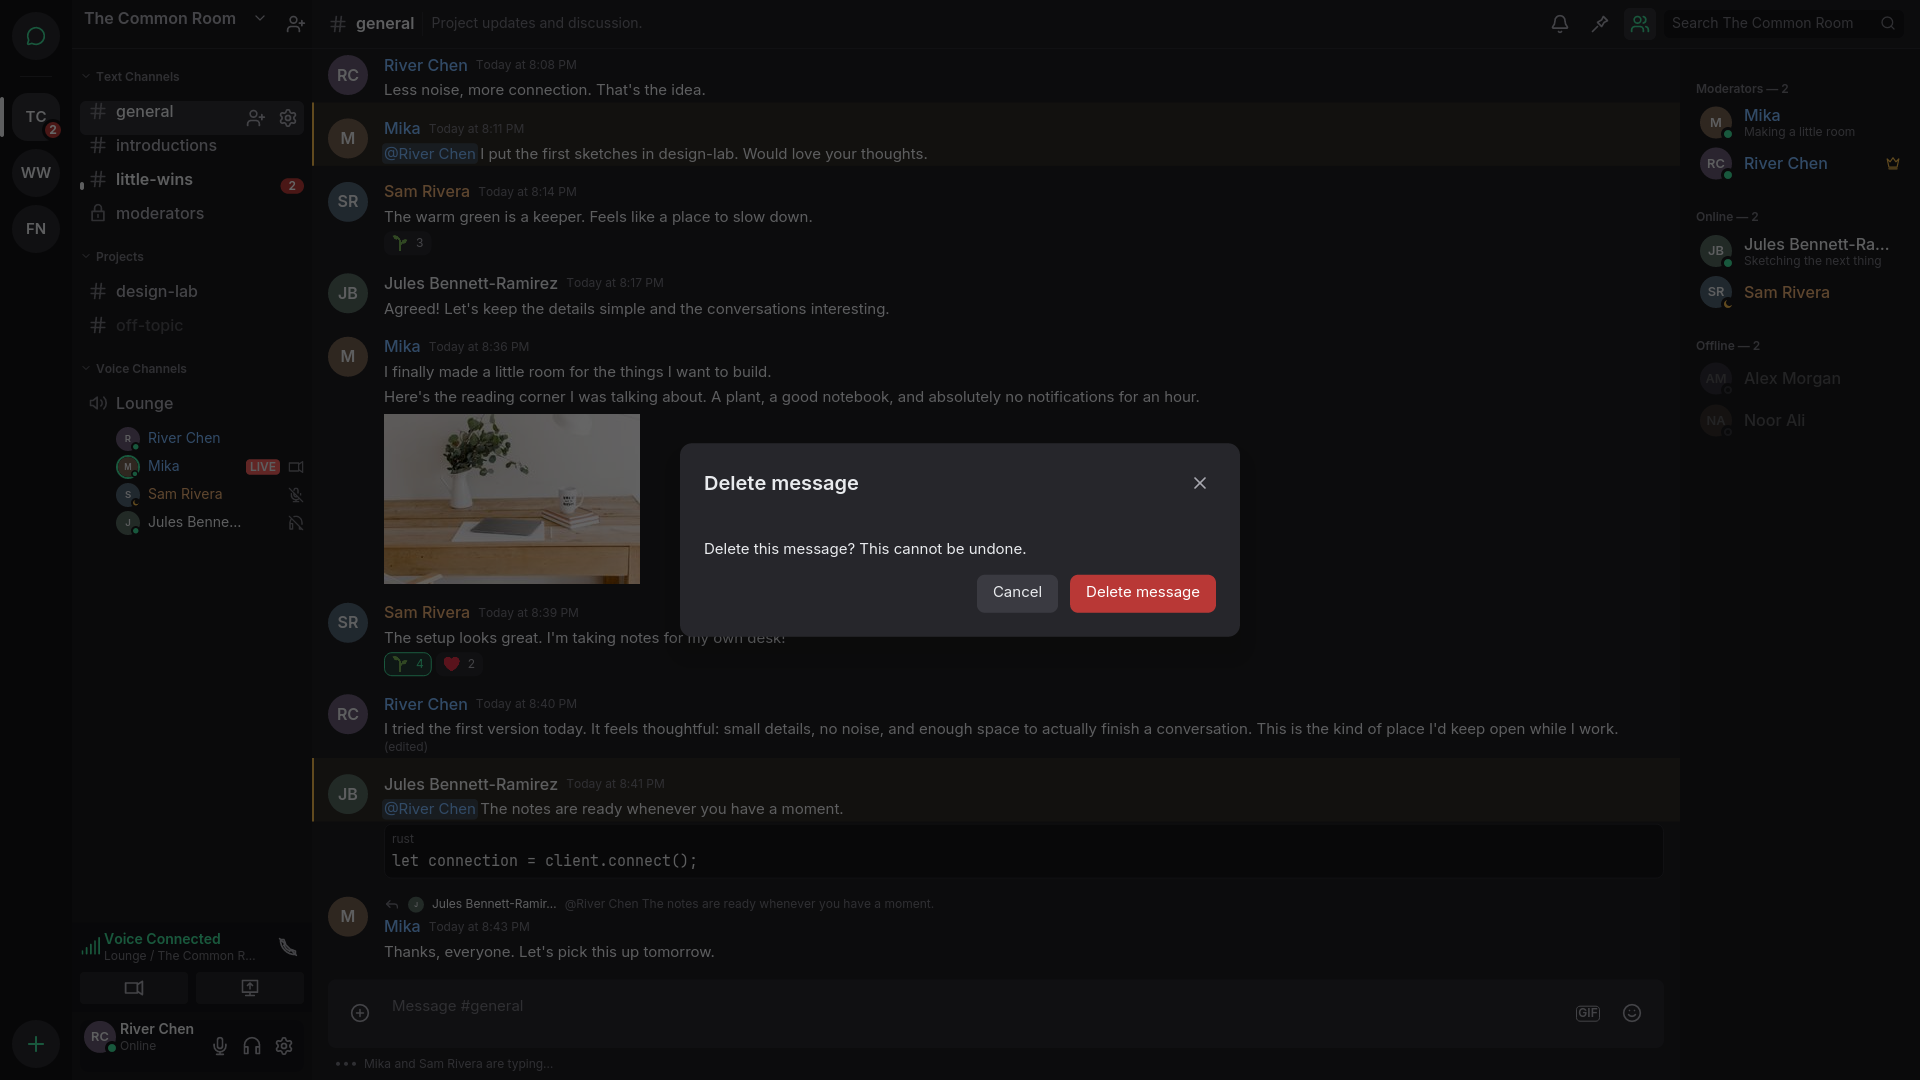 The Common Room
# general
Project updates and discussion.
Search The Common Room
TC
2
WW
FN
Text Channels
general
introductions
little-wins
2
moderators
Projects
design-lab
off-topic
Voice Channels
Lounge
R
River Chen
M
Mika
LIVE
S
Sam Rivera
J
Jules Benne...
Voice Connected
Lounge / The Common R...
RC
River Chen
Online
RC
River Chen Today at 8:08 PM
Less noise, more connection. That's the idea.
M
Mika Today at 8:11 PM
@River Chen I put the first sketches in design-lab. Would love your thoughts.
SR
Sam Rivera Today at 8:14 PM
The warm green is a keeper. Feels like a place to slow down.
3
JB
Jules Bennett-Ramirez Today at 8:17 PM
Agreed! Let's keep the details simple and the conversations interesting.
M
Mika Today at 8:36 PM
I finally made a little room for the things I want to build.
Here's the reading corner I was talking about. A plant, a good notebook, and absolutely no notifications for an hour.
SR
Sam Rivera Today at 8:39 PM
The setup looks great. I'm taking notes for my own desk!
4
2
RC
River Chen Today at 8:40 PM
I tried the first version today. It feels thoughtful: small details, no noise, and enough space to actually finish a conversation. This is the kind of place I'd keep open while I work.
(edited)
JB
Jules Bennett-Ramirez Today at 8:41 PM
@River Chen The notes are ready whenever you have a moment.
rust
let connection = client.connect();
J
Jules Bennett-Ramir... @River Chen The notes are ready whenever you have a moment.
M
Mika Today at 8:43 PM
Thanks, everyone. Let's pick this up tomorrow.
Message #general
GIF
Mika and Sam Rivera are typing...
Delete message
Delete this message? This cannot be undone.
Cancel
Delete message
Moderators — 2
M
Mika
Making a little room
RC
River Chen
Online — 2
JB
Jules Bennett-Ra...
Sketching the next thing
SR
Sam Rivera
Offline — 2
AM
Alex Morgan
NA
Noor Ali